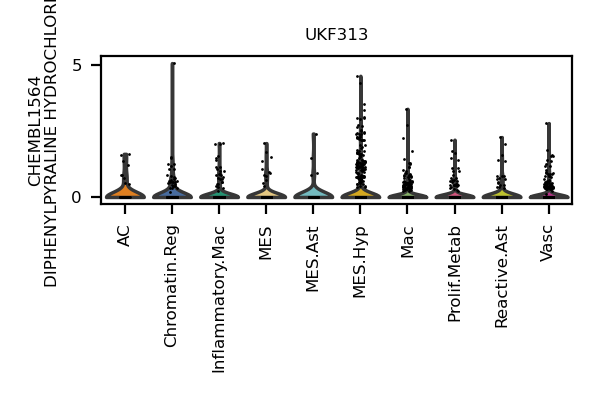 UKF313
CHEMBL1564
DIPHENYLPYRALINE HYDROCHLORI
5
0
AC
Chromatin.Reg
Inflammatory.Mac
MES
MES.Ast
MES.Hyp
Mac
Prolif.Metab
Reactive.Ast
Vasc